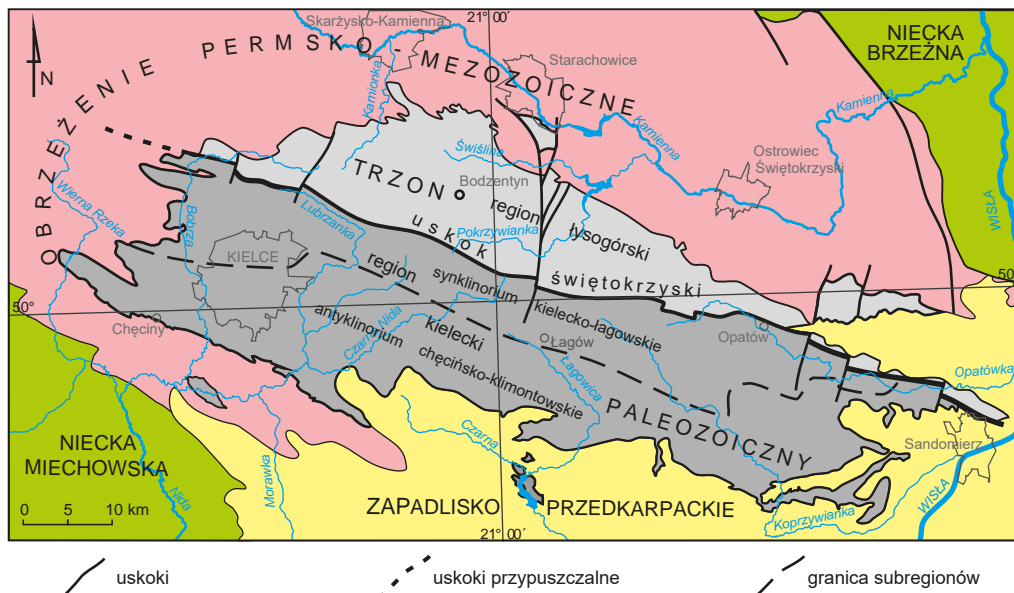 21° 00´
Skarżysko-Kamienna
NIECKA
BRZEŻNA
OBRZEŻENIE PERMSKO - MEZOZOICZNE
N
Starachowice
Kamionka
Kamienna
Kamienna
WISŁA
Świślina
Ostrowiec
Świętokrzyski
TRZON
Bodzentyn
region
łysogórski
Wierna Rzeka
Bobrza
Lubrzanka
uskok
Pokrzywianka
świętokrzyski
KIELCE
region
synklinorium
kielecko-łagowskie
50°
50°
Chęciny
antyklinorium
Czarna Nida
kielecki
chęcińsko-klimontowskie
Łagów
Łagowica
Opatów
Opatówka
PALEOZOICZNY
Czarna
Sandomierz
NIECKA
MIECHOWSKA
Nida
Morawka
ZAPADLISKO PRZEDKARPACKIE
WISŁA
Koprzywianka
0 5 10 km
21° 00´
uskoki
uskoki przypuszczalne
granica subregionów